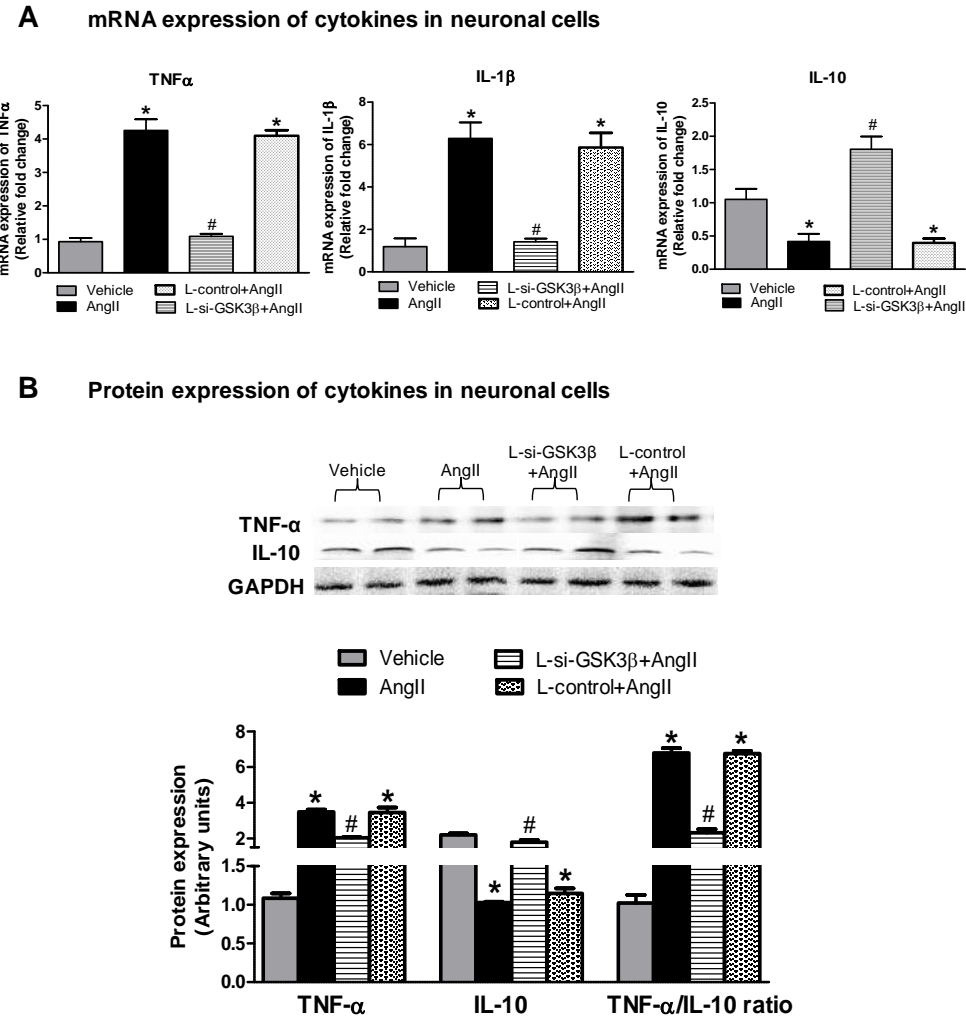 A mRNA expression of cytokines in neuronal cells
TNFα
mRNA expression of TNFα
(Relative fold change)
5
4
3
2
1
0
*
#
*
Vehicle
L-control+AngII
AngII
L-si-GSK3β+AngII
IL-1β
mRNA expression of IL-1β
(Relative fold change)
8
6
4
2
0
*
#
*
Vehicle
L-si-GSK3β+AngII
AngII
L-control+AngII
IL-10
mRNA expression of IL-10
(Relative fold change)
2.5
2.0
1.5
1.0
0.5
0.0
*
#
*
Vehicle
L-control+AngII
AngII
L-si-GSK3β+AngII
B Protein expression of cytokines in neuronal cells
Vehicle
AngII
L-si-GSK3β
+AngII
L-control
+AngII
TNF-α
IL-10
GAPDH
Vehicle
L-si-GSK3β+AngII
AngII
L-control+AngII
Protein expression
(Arbitrary units)
8
6
4
2
1.5
1.0
0.5
0.0
*
#
*
*
#
*
*
#
*
TNF-α
IL-10
TNF-α/IL-10 ratio